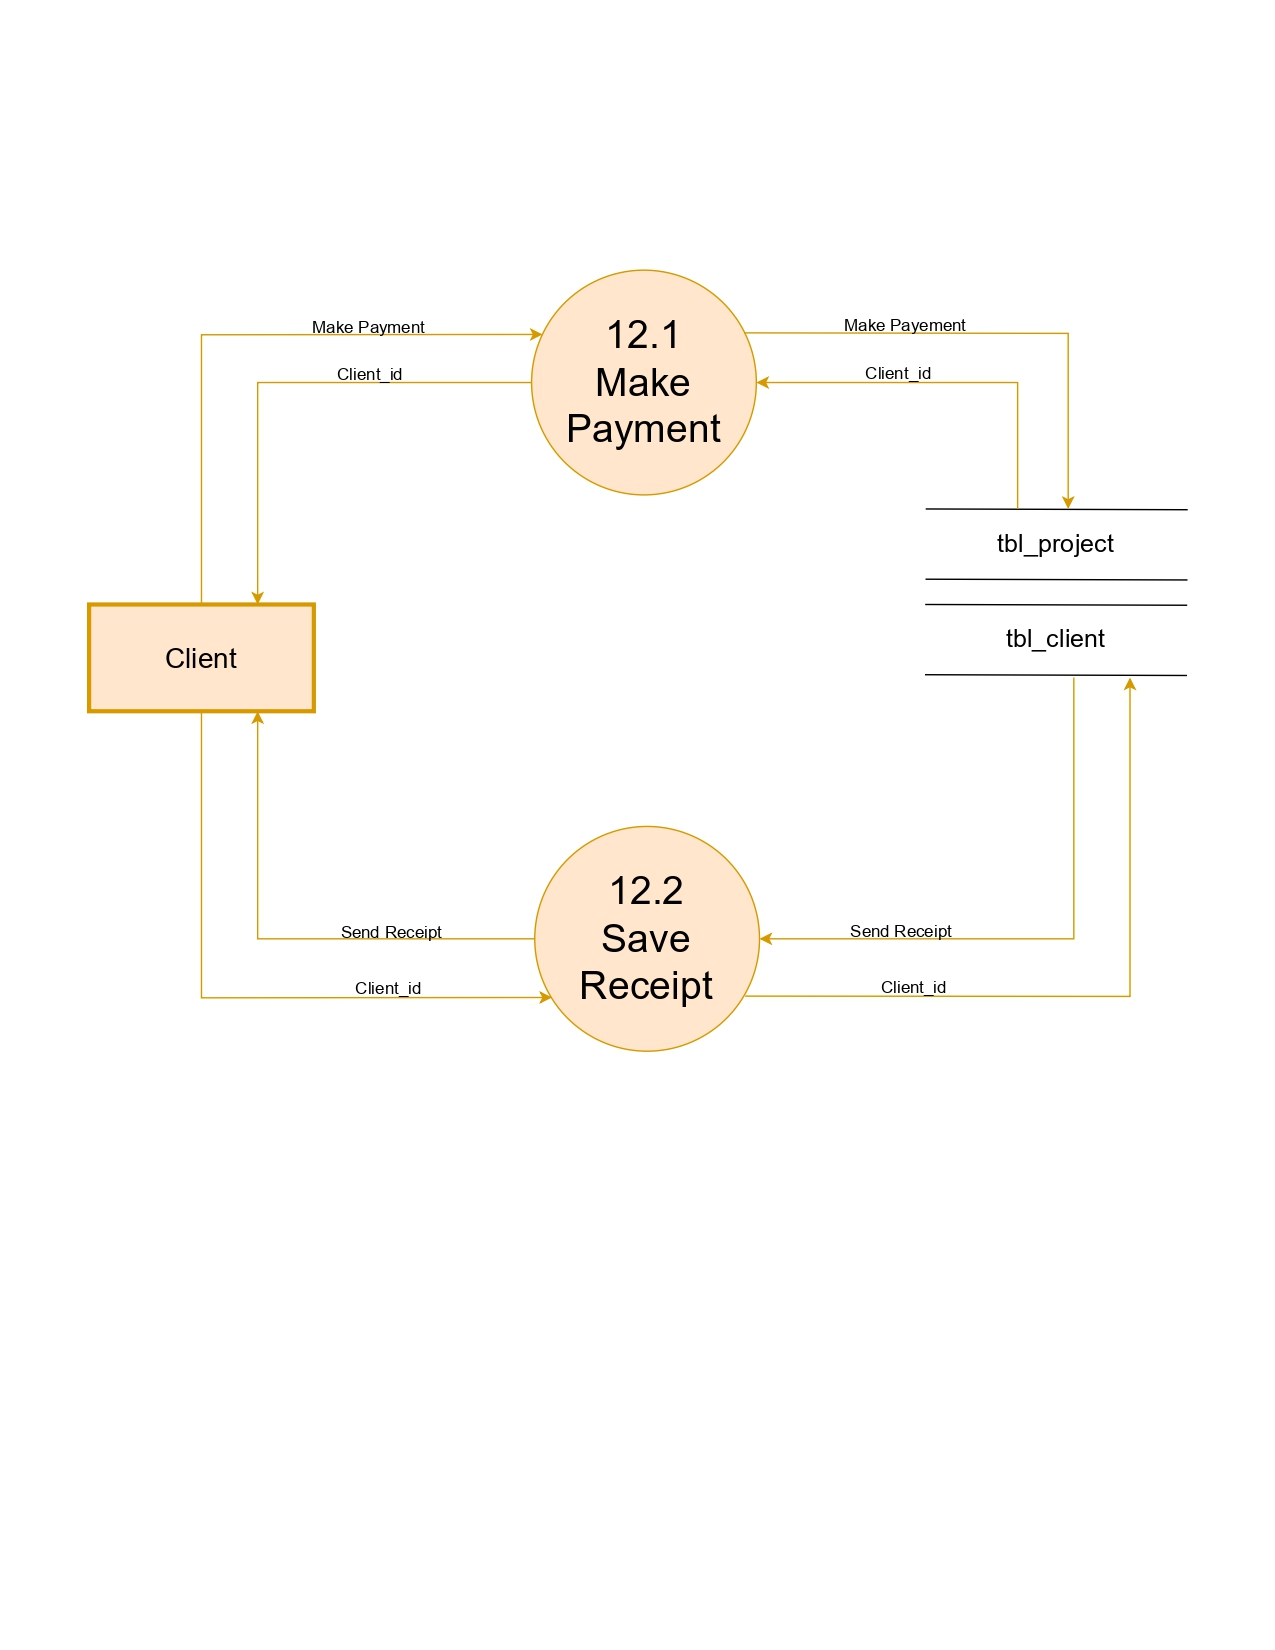 Make Payment
Client_id
12.1
Make
Payment
Make Payement
Client_id
tbl_project
tbl_client
Client
12.2
Save
Receipt
Send Receipt
Client_id
Send Receipt
Client_id